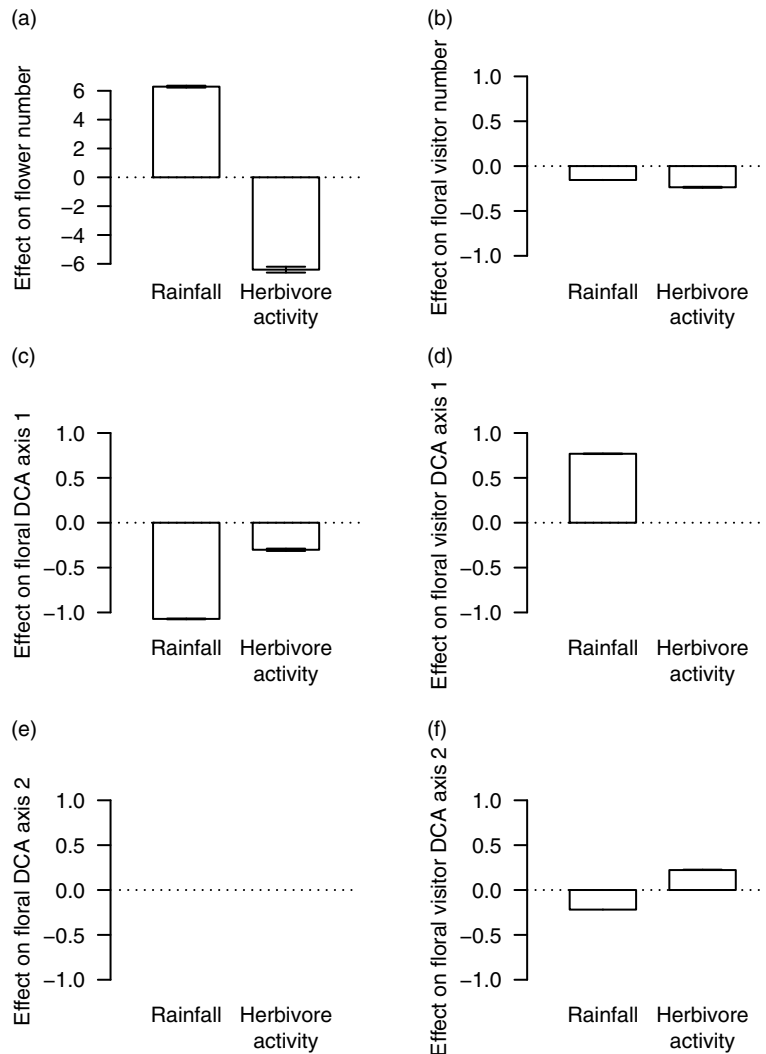 (a)
Effect on flower number
6
4
2
0
−2
−4
−6
Rainfall Herbivore
activity
(b)
Effect on floral visitor number
1.0
0.5
0.0
−0.5
−1.0
Rainfall Herbivore
activity
(c)
Effect on floral DCA axis 1
1.0
0.5
0.0
−0.5
−1.0
Rainfall Herbivore
activity
(d)
Effect on floral visitor DCA axis 1
1.0
0.5
0.0
−0.5
−1.0
Rainfall Herbivore
activity
(e)
Effect on floral DCA axis 2
1.0
0.5
0.0
−0.5
−1.0
Rainfall Herbivore
activity
(f)
Effect on floral visitor DCA axis 2
1.0
0.5
0.0
−0.5
−1.0
Rainfall Herbivore
activity